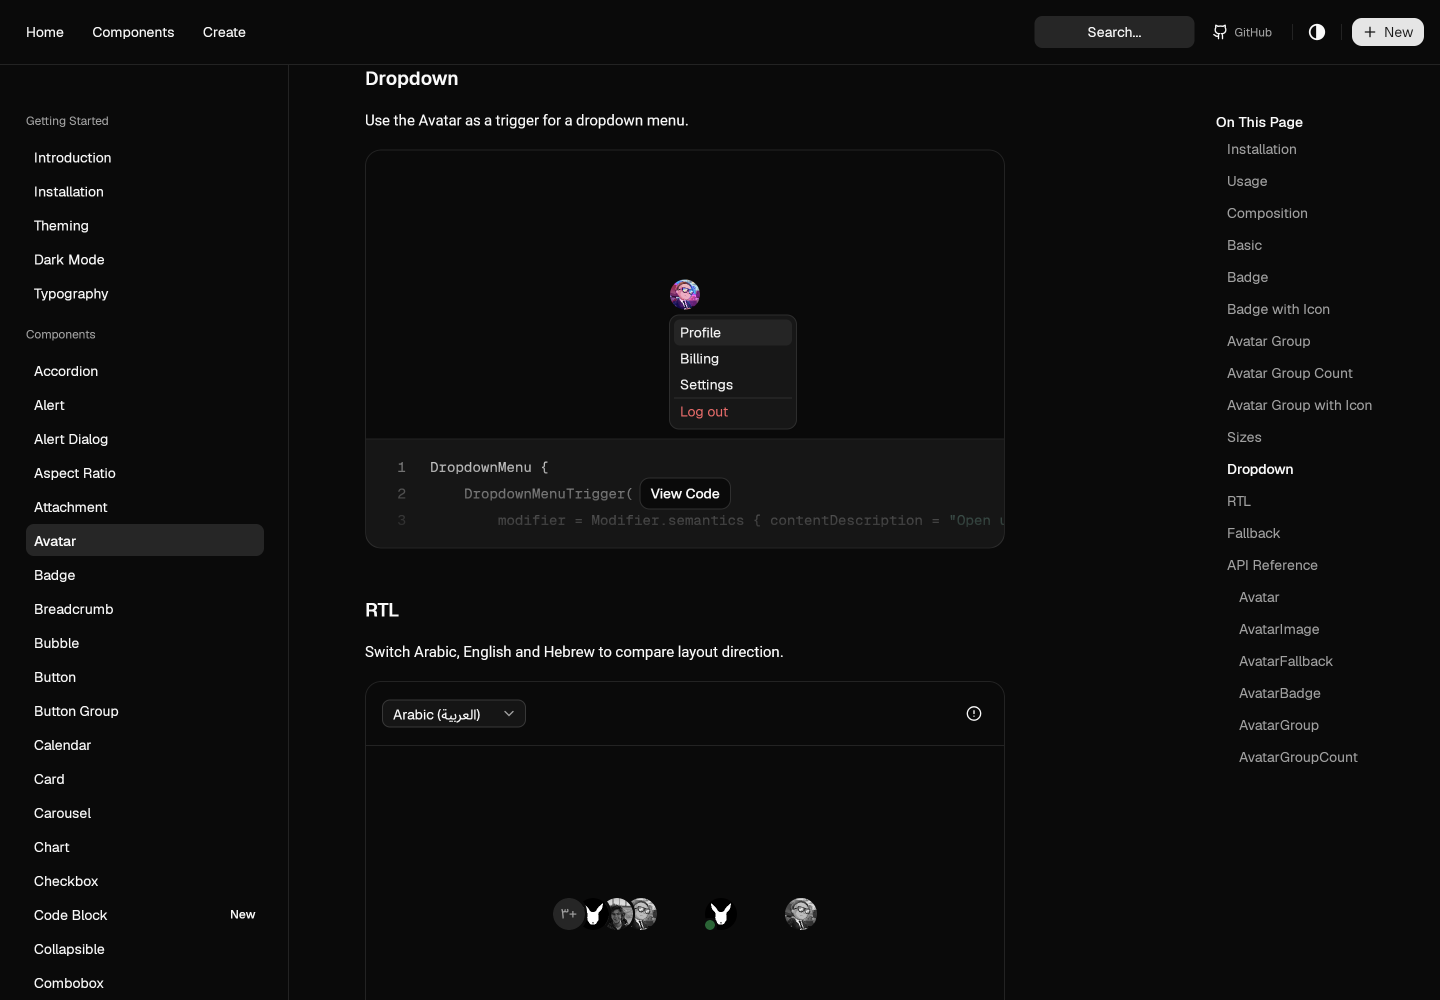 Home
Components
Create
Search...
GitHub
New
Getting Started
Introduction
Installation
Theming
Dark Mode
Typography
Components
Accordion
Alert
Alert Dialog
Aspect Ratio
Attachment
Avatar
Badge
Breadcrumb
Bubble
Button
Button Group
Calendar
Card
Carousel
Chart
Checkbox
Code Block New
Collapsible
Combobox
Dropdown
Use the Avatar as a trigger for a dropdown menu.
Profile
Billing
Settings
Log out
1 DropdownMenu {
2 DropdownMenuTrigger(
View Code
3 modifier = Modifier.semantics { contentDescription = "Open u
RTL
Switch Arabic, English and Hebrew to compare layout direction.
Arabic (العربية)
+٣
On This Page
Installation
Usage
Composition
Basic
Badge
Badge with Icon
Avatar Group
Avatar Group Count
Avatar Group with Icon
Sizes
Dropdown
RTL
Fallback
API Reference
Avatar
AvatarImage
AvatarFallback
AvatarBadge
AvatarGroup
AvatarGroupCount